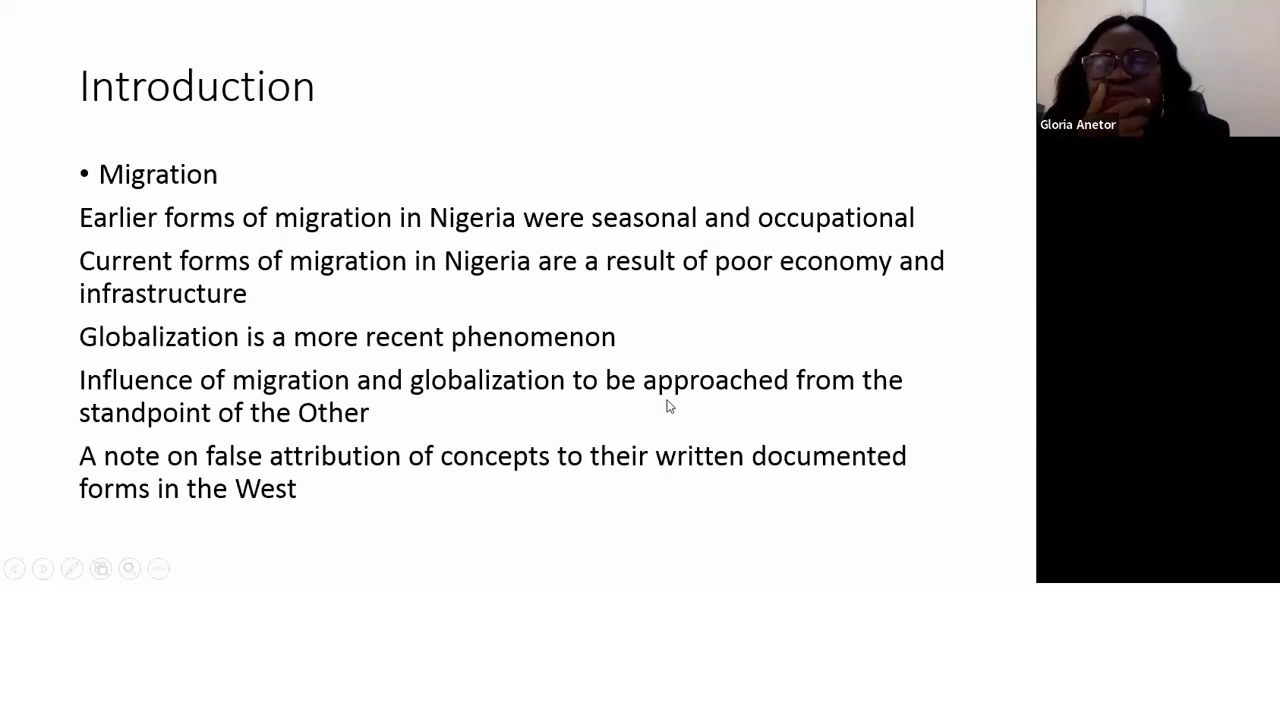 Introduction
• Migration
Earlier forms of migration in Nigeria were seasonal and occupational
Current forms of migration in Nigeria are a result of poor economy and
infrastructure
Globalization is a more recent phenomenon
Influence of migration and globalization to be approached from the
standpoint of the Other
A note on false attribution of concepts to their written documented
forms in the West
Gloria Anetor